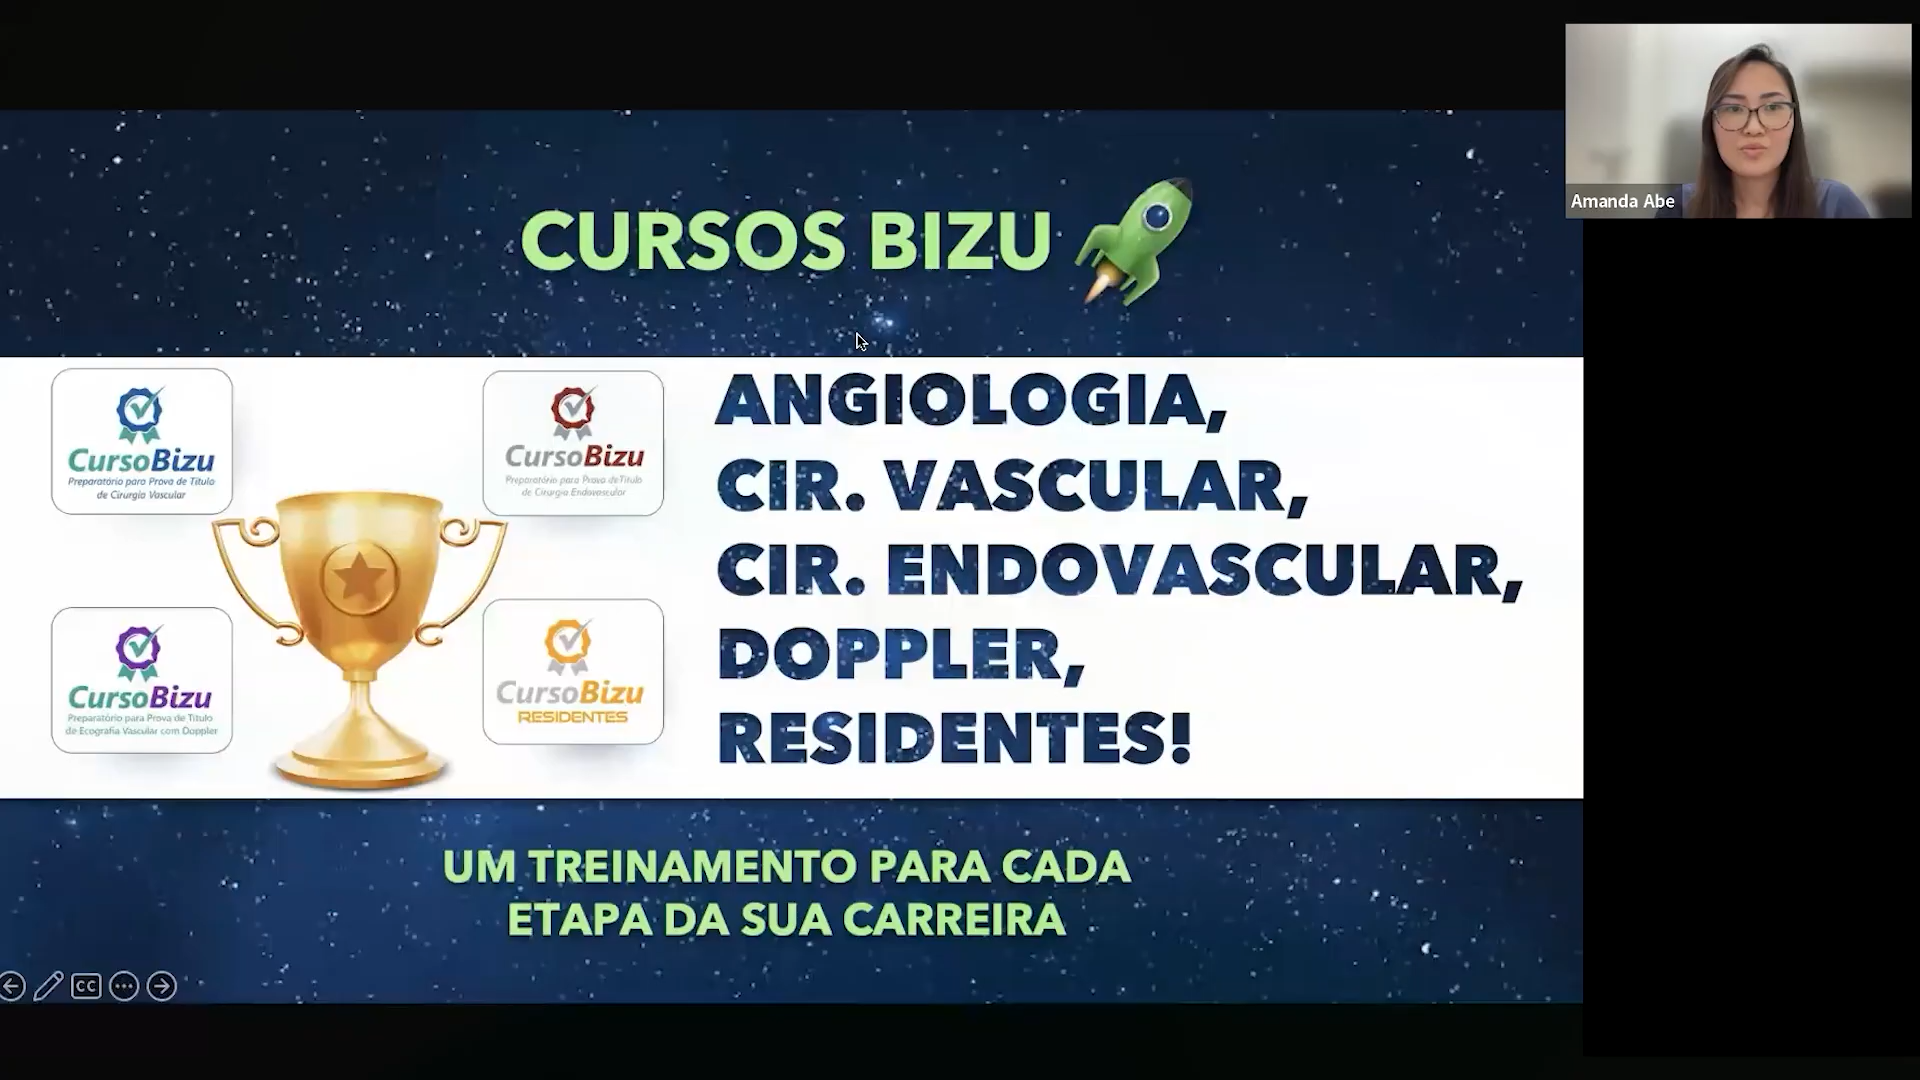 Amanda Abe
CURSOS BIZU
CursoBizu
Preparatório para Prova de Título
de Cirurgia Vascular
CursoBizu
Preparatório para Prova de Título
de Cirurgia Endovascular
CursoBizu
Preparatório para Prova de Título
de Ecografia Vascular com Doppler
CursoBizu
RESIDENTES
ANGIOLOGIA,
CIR. VASCULAR,
CIR. ENDOVASCULAR,
DOPPLER,
RESIDENTES!
UM TREINAMENTO PARA CADA
ETAPA DA SUA CARREIRA
CC